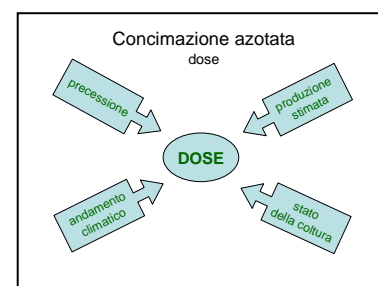 Concimazione azotata
dose
precessione
produzione
stimata
DOSE
andamento
climatico
stato
della coltura